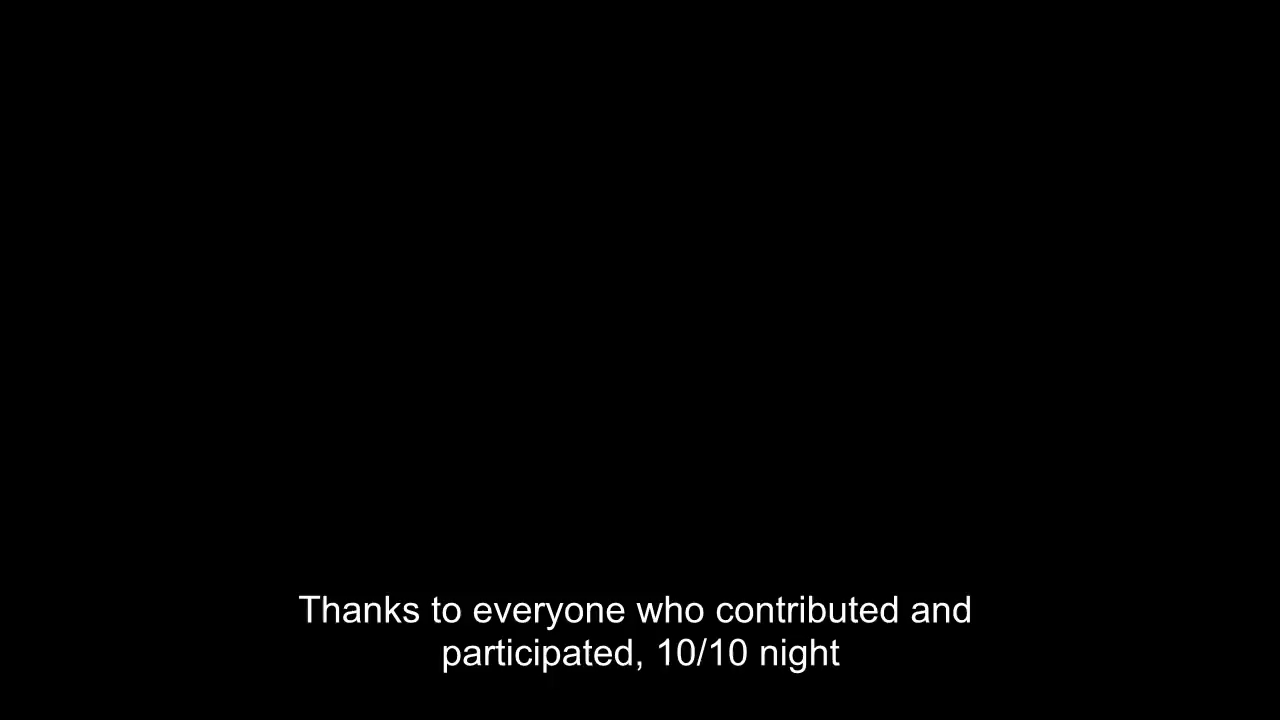 Thanks to everyone who contributed and
participated, 10/10 night